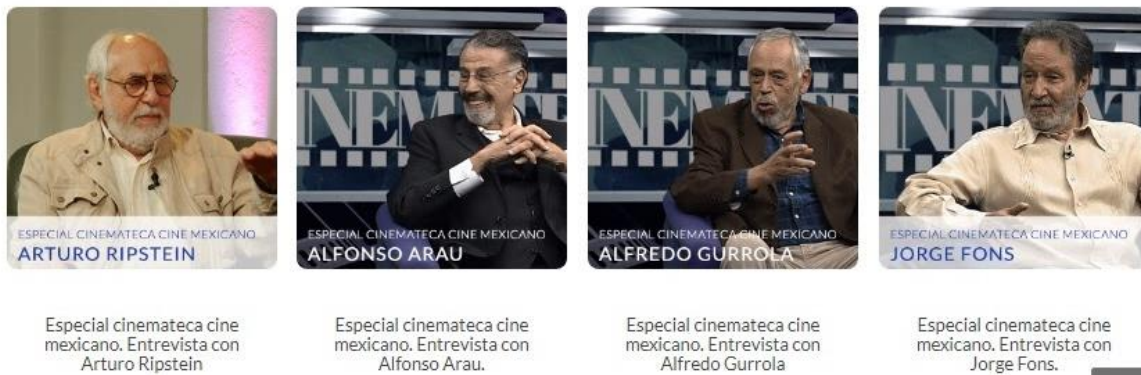 ESPECIAL CINEMATECA CINE MEXICANO
ARTURO RIPSTEIN
ESPECIAL CINEMATECA CINE MEXICANO
ALFONSO ARAU
ESPECIAL CINEMATECA CINE MEXICANO
ALFREDO GURROLA
ESPECIAL CINEMATECA CINE MEXICANO
JORGE FONS
Especial cinemateca cine
mexicano. Entrevista con
Arturo Ripstein
Especial cinemateca cine
mexicano. Entrevista con
Alfonso Arau.
Especial cinemateca cine
mexicano. Entrevista con
Alfredo Gurrola
Especial cinemateca cine
mexicano. Entrevista con
Jorge Fons.